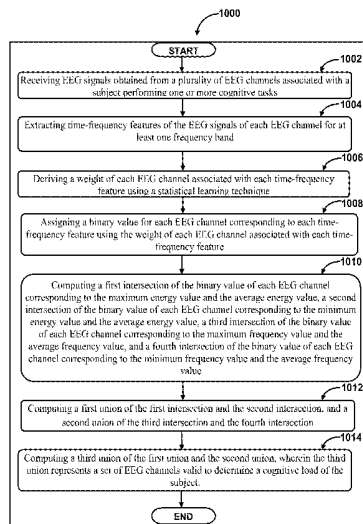 1000
START
1002
Receiving EEG signals obtained from a plurality of EEG channels associated with a
subject performing one or more cognitive tasks
1004
Extracting time-frequency features of the EEG signals of each EEG channel for at
least one frequency band
1006
Deriving a weight of each EEG channel associated with each time-frequency
feature using a statistical learning technique
1008
Assigning a binary value for each EEG channel corresponding to each time-
frequency feature using the weight of each EEG channel associated with each time-
frequency feature
1010
Computing a first intersection of the binary value of each EEG channel
corresponding to the maximum energy value and the average energy value, a second
intersection of the binary value of each EEG channel corresponding to the minimum
energy value and the average energy value, a third intersection of the binary value
of each EEG channel corresponding to the maximum frequency value and the
average frequency value, and a fourth intersection of the binary value of each EEG
channel corresponding to the minimum frequency value and the average frequency
value
1012
Computing a first union of the first intersection and the second intersection, and a
second union of the third intersection and the fourth intersection
1014
Computing a third union of the first union and the second union, wherein the third
union represents a set of EEG channels valid to determine a cognitive load of the
subject.
END